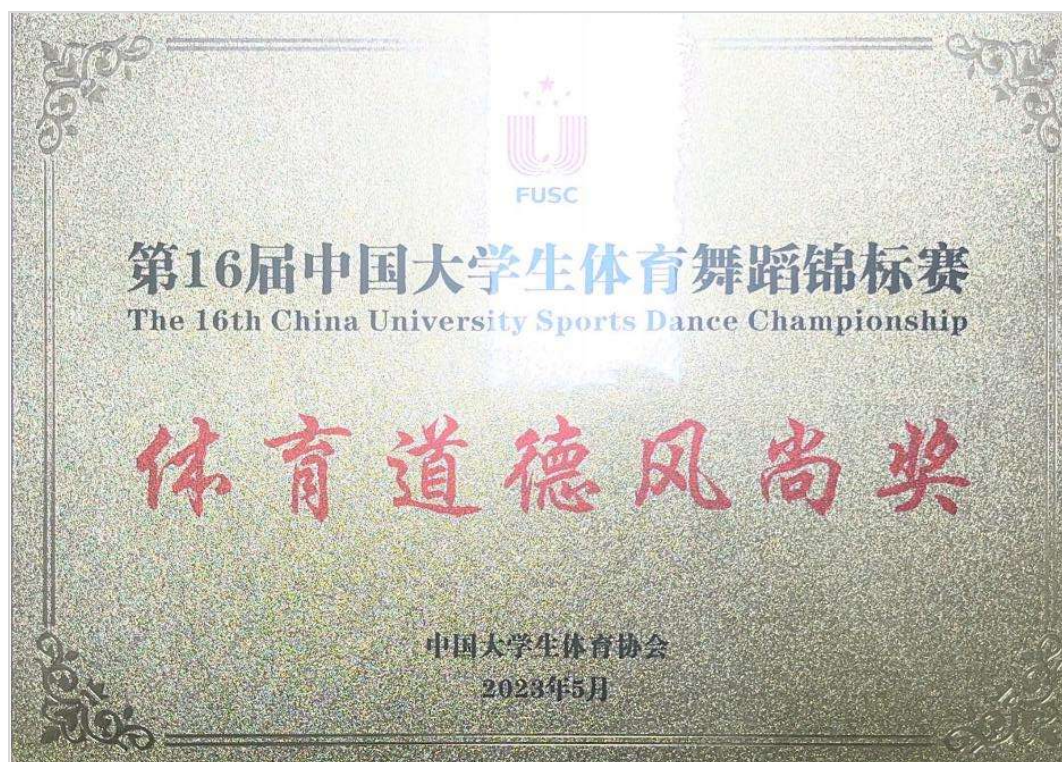 FUSC
第16届中国大学生体育舞蹈锦标赛
The 16th China University Sports Dance Championship
体育道德风尚奖
中国大学生体育协会
2023年5月